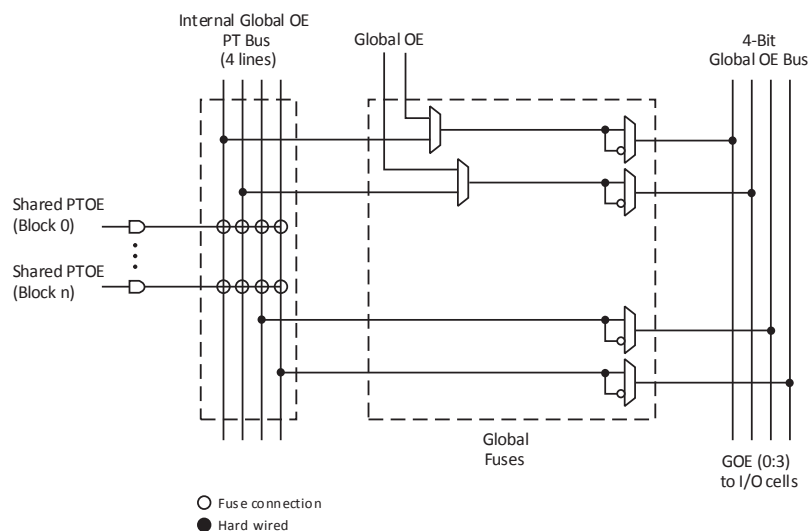 Internal Global OE
PT Bus
(4 lines)
Global OE
4-Bit
Global OE Bus
Shared PTOE
(Block 0)
Shared PTOE
(Block n)
Global
Fuses
GOE (0:3)
to I/O cells
Fuse connection
Hard wired